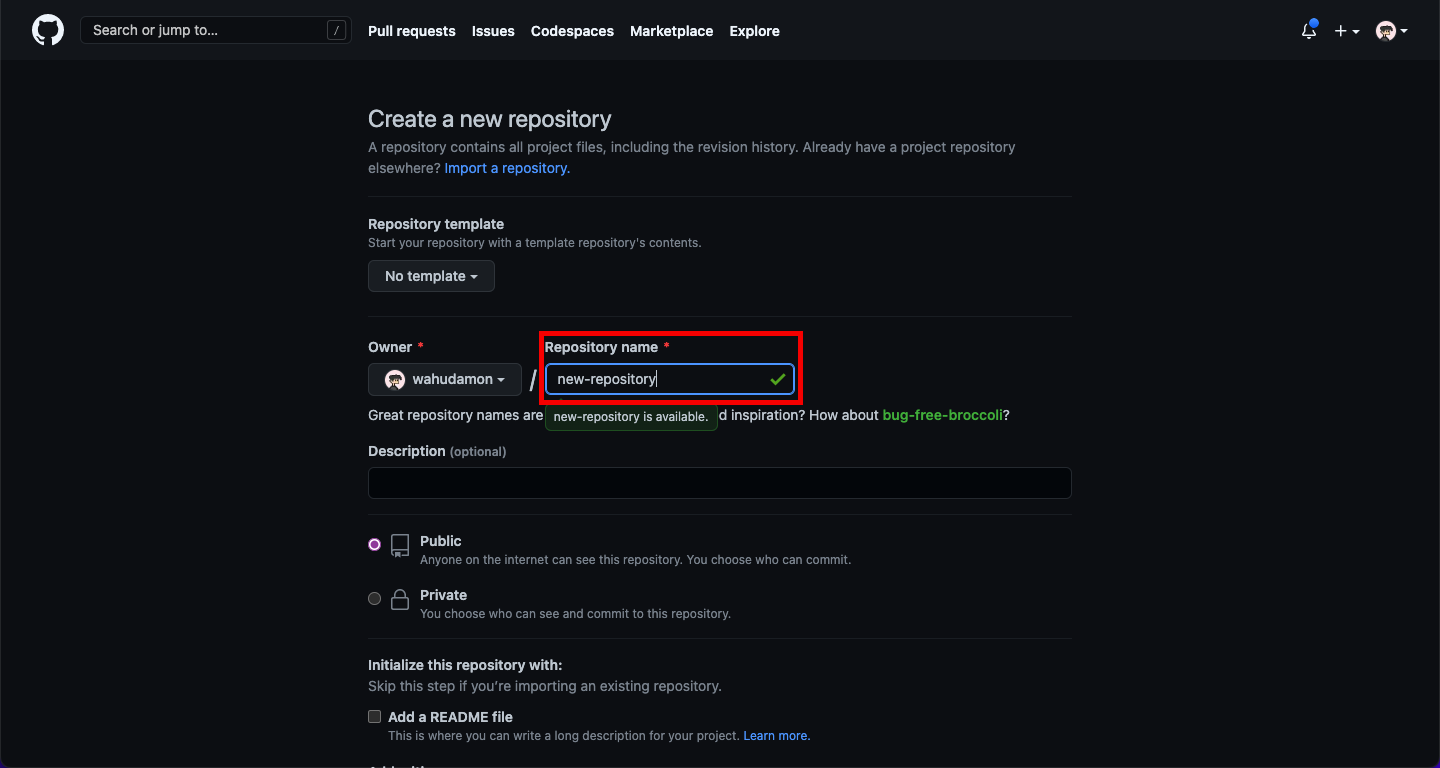 Search or jump to... / Pull requests Issues Codespaces Marketplace Explore
Create a new repository
A repository contains all project files, including the revision history. Already have a project repository
elsewhere? Import a repository.
Repository template
Start your repository with a template repository's contents.
No template
Owner * Repository name *
wahudamon / new-repository
Great repository names are new-repository is available. d inspiration? How about bug-free-broccoli?
Description (optional)
Public
Anyone on the internet can see this repository. You choose who can commit.
Private
You choose who can see and commit to this repository.
Initialize this repository with:
Skip this step if you’re importing an existing repository.
Add a README file
This is where you can write a long description for your project. Learn more.